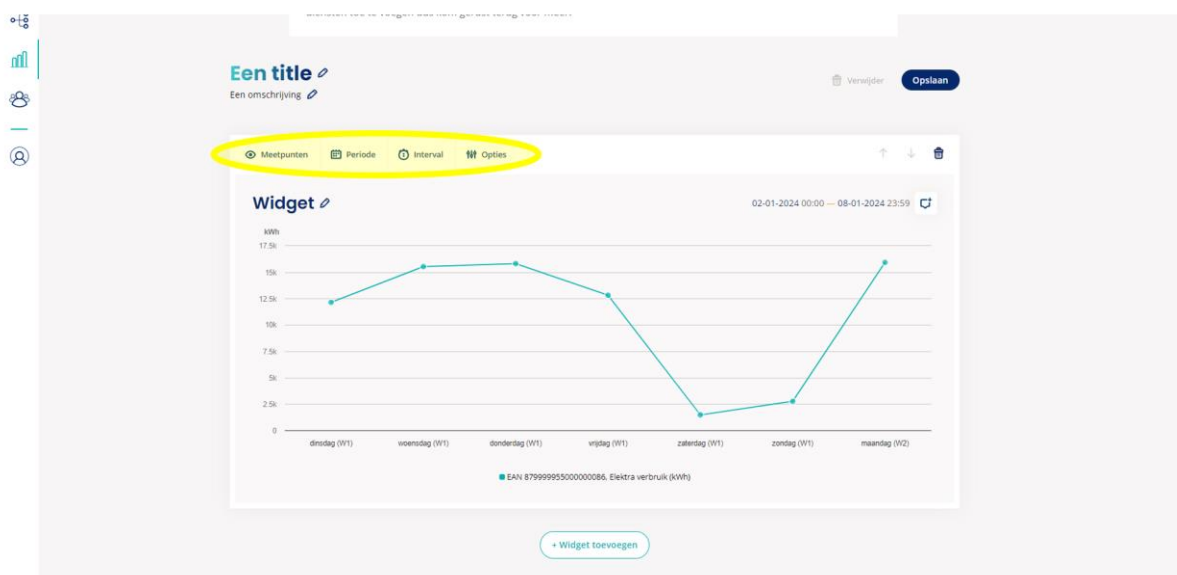 Een title
Een omschrijving
Verwijder
Opslaan
Meetpunten Periode Interval Opties
Widget
02-01-2024 00:00 — 08-01-2024 23:59
kWh
17.5k
15k
12.5k
10k
7.5k
5k
2.5k
0
dinsdag (W1) woensdag (W1) donderdag (W1) vrijdag (W1) zaterdag (W1) zondag (W1) maandag (W2)
EAN 879999955000000086, Elektra verbruik (kWh)
+ Widget toevoegen